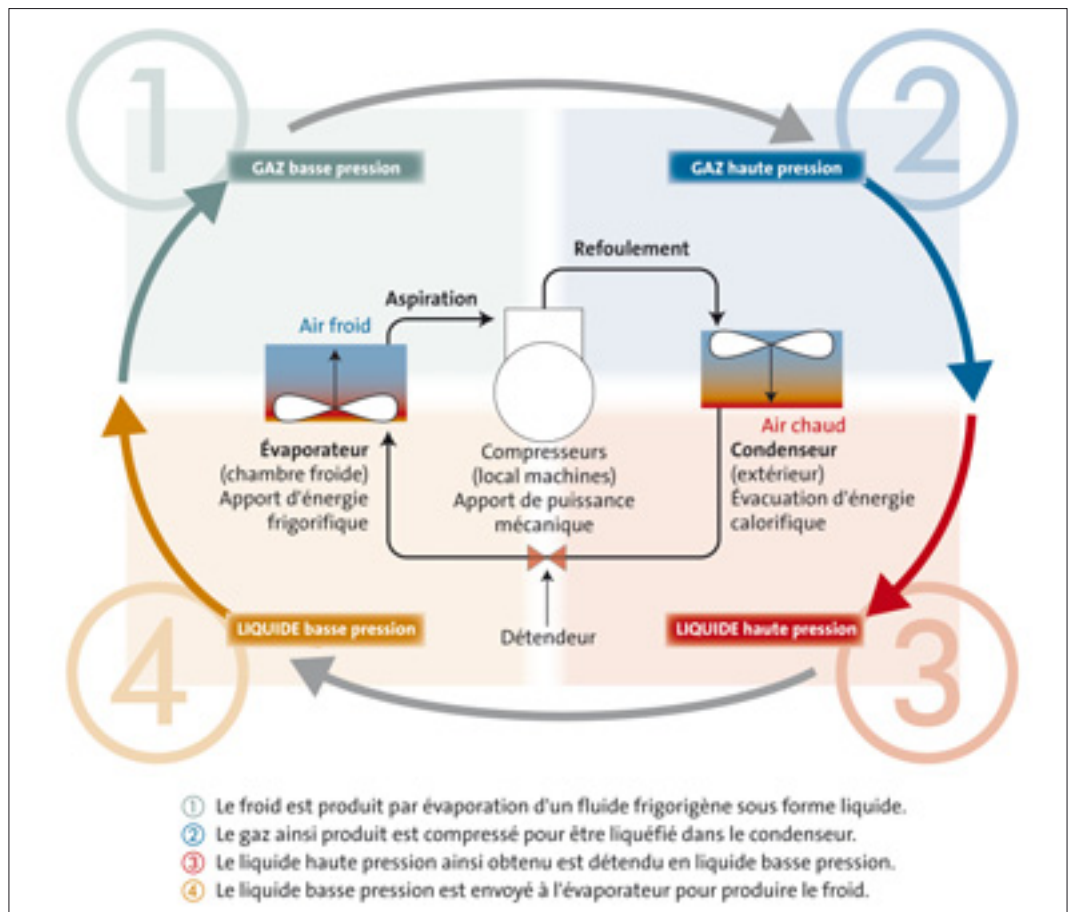 1
2
GAZ basse pression
GAZ haute pression
Refoulement
Aspiration
Air froid
Air chaud
Évaporateur
(chambre froide)
Apport d'énergie
frigorifique
Compresseurs
(local machines)
Apport de puissance
mécanique
Condenseur
(extérieur)
Évacuation d'énergie
calorifique
LIQUIDE basse pression
Détendeur
LIQUIDE haute pression
4
3
1 Le froid est produit par évaporation d'un fluide frigorigène sous forme liquide.
2 Le gaz ainsi produit est compressé pour être liquéfié dans le condenseur.
3 Le liquide haute pression ainsi obtenu est détendu en liquide basse pression.
4 Le liquide basse pression est envoyé à l'évaporateur pour produire le froid.